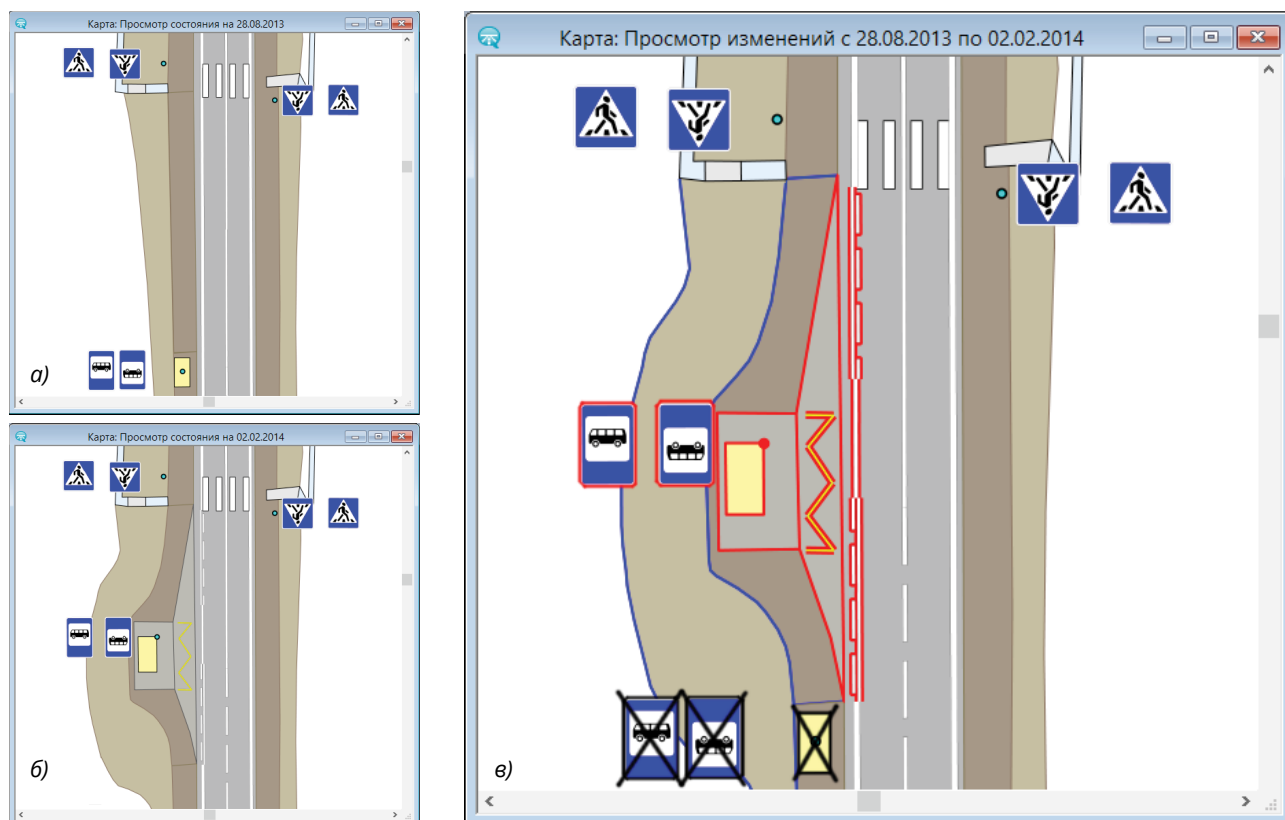 Карта: Просмотр состояния на 28.08.2013
а)
Карта: Просмотр состояния на 02.02.2014
б)
Карта: Просмотр изменений с 28.08.2013 по 02.02.2014
в)